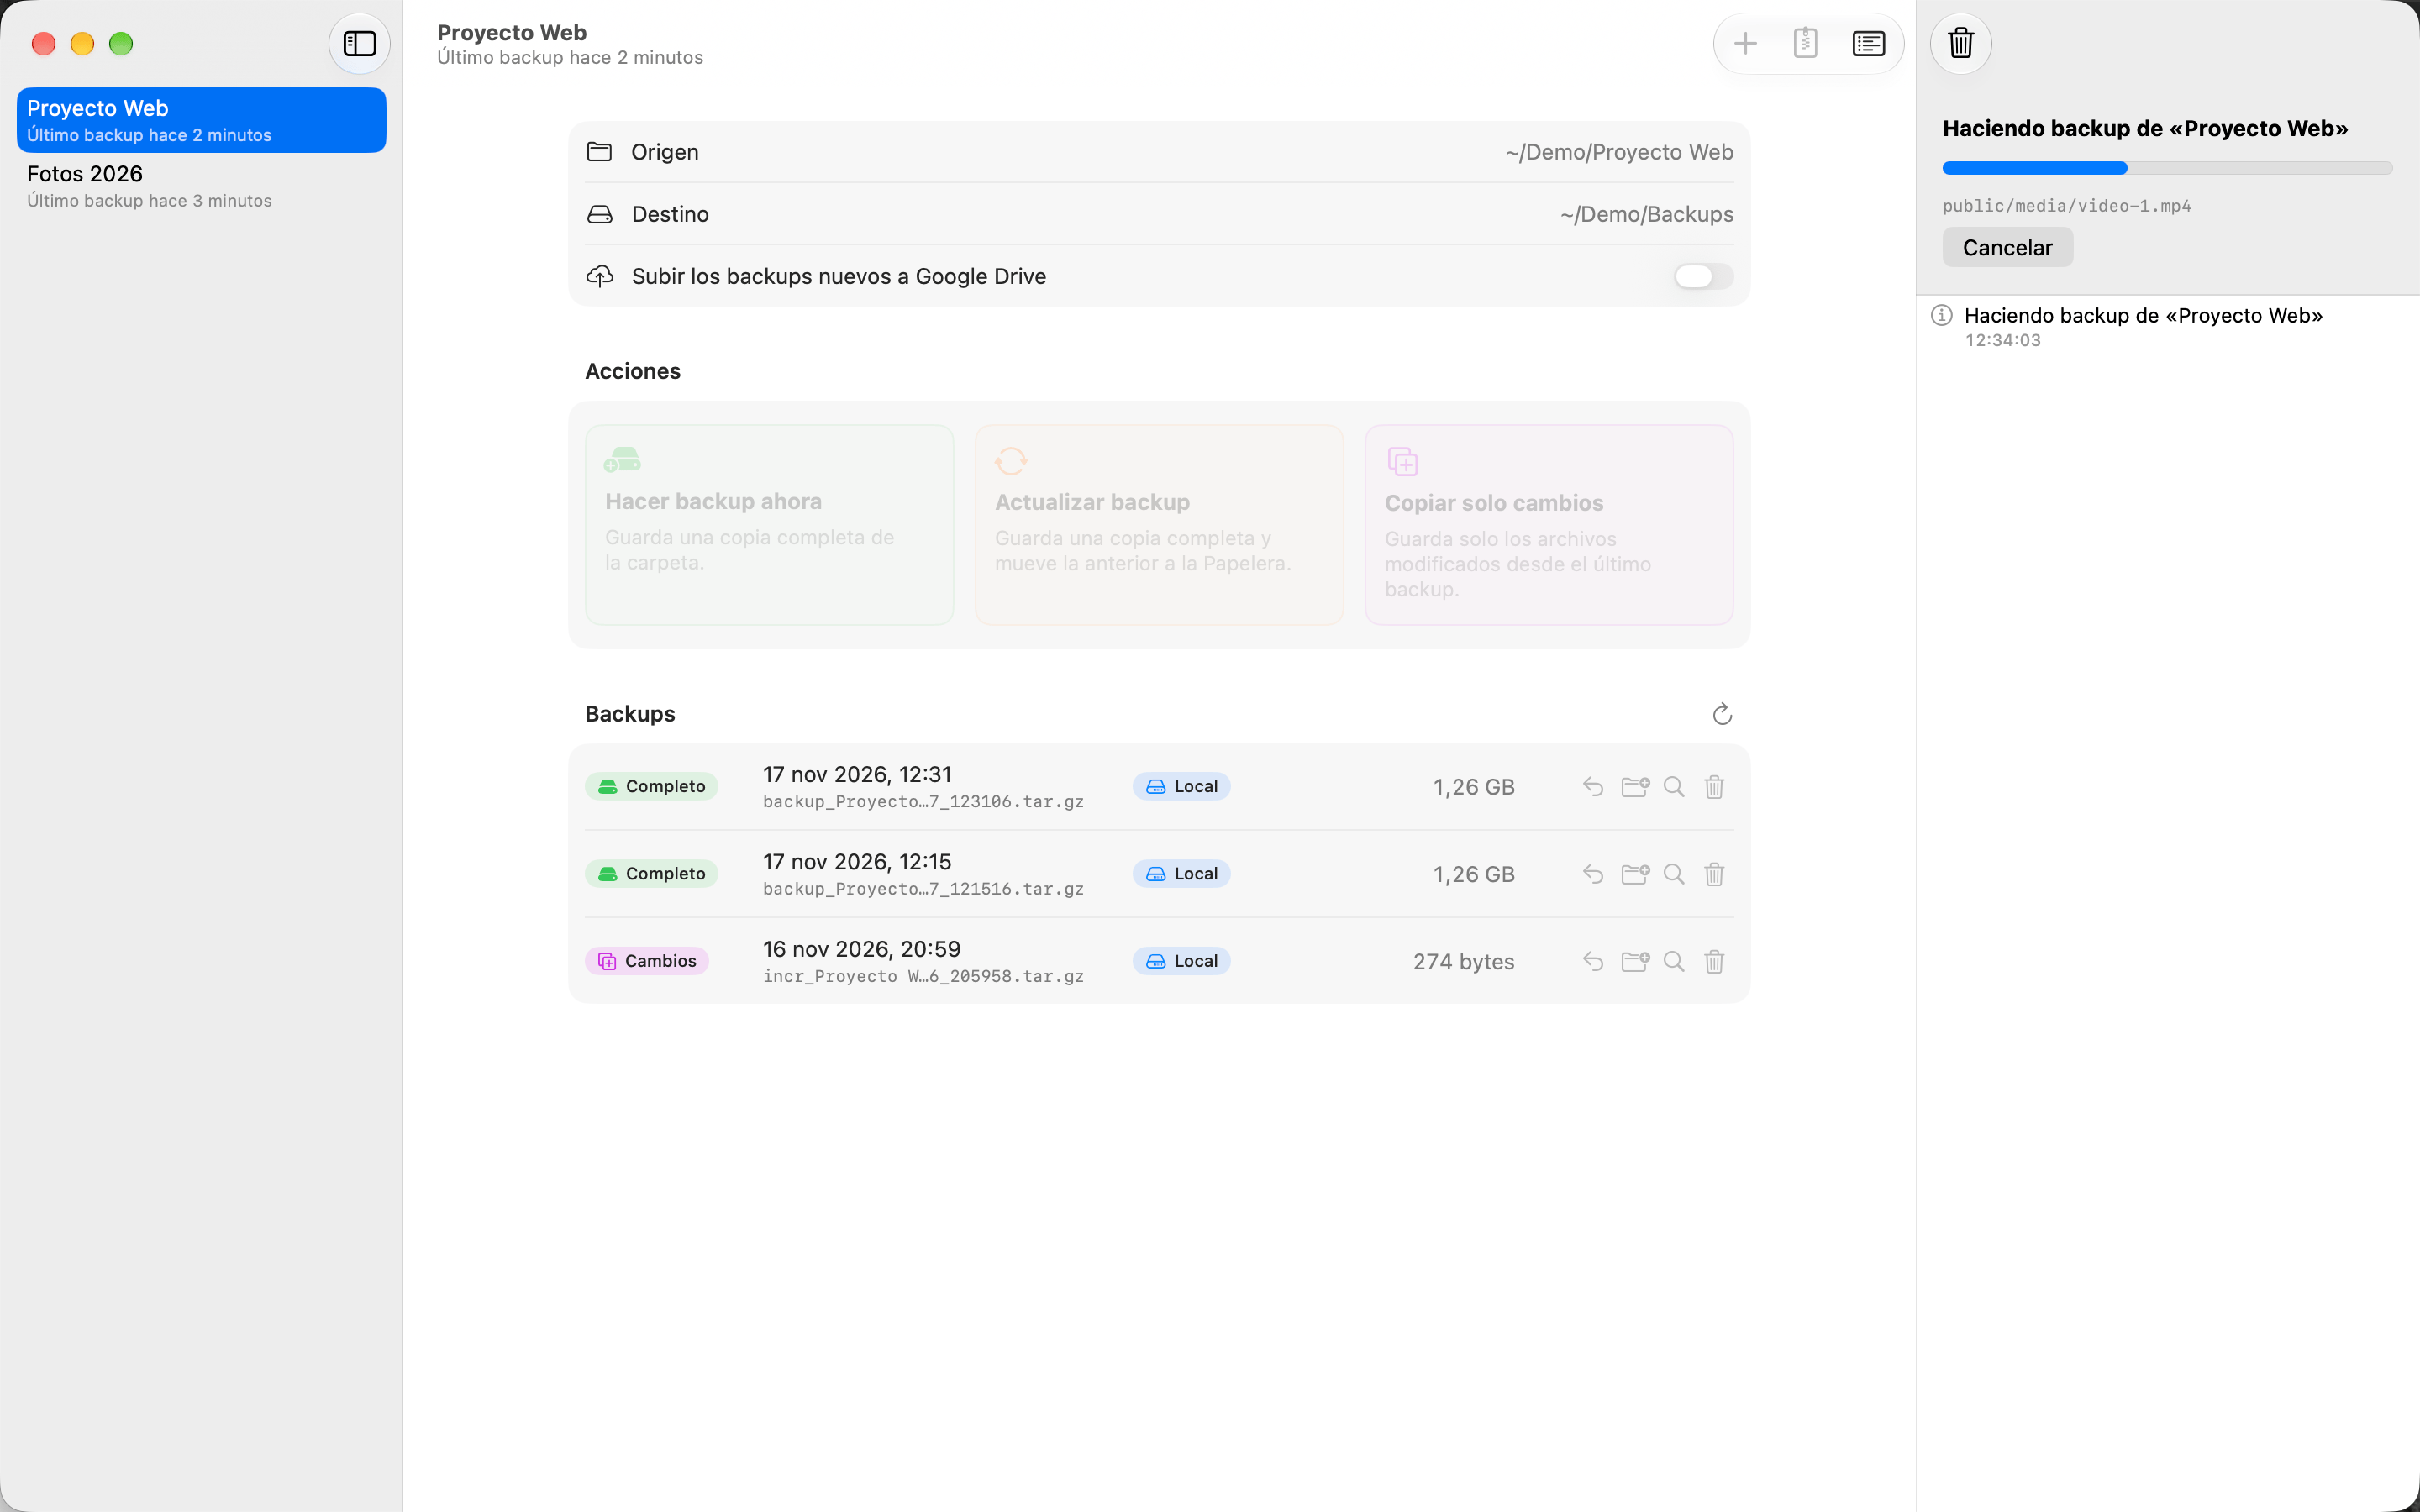 Proyecto Web
Último backup hace 2 minutos
Fotos 2026
Último backup hace 3 minutos
Proyecto Web
Último backup hace 2 minutos
Origen
~/Demo/Proyecto Web
Destino
~/Demo/Backups
Subir los backups nuevos a Google Drive
Acciones
Hacer backup ahora
Guarda una copia completa de
la carpeta.
Actualizar backup
Guarda una copia completa y
mueve la anterior a la Papelera.
Copiar solo cambios
Guarda solo los archivos
modificados desde el último
backup.
Backups
Completo
17 nov 2026, 12:31
backup_Proyecto…7_123106.tar.gz
Local
1,26 GB
Completo
17 nov 2026, 12:15
backup_Proyecto…7_121516.tar.gz
Local
1,26 GB
Cambios
16 nov 2026, 20:59
incr_Proyecto W…6_205958.tar.gz
Local
274 bytes
Haciendo backup de «Proyecto Web»
public/media/video-1.mp4
Cancelar
Haciendo backup de «Proyecto Web»
12:34:03